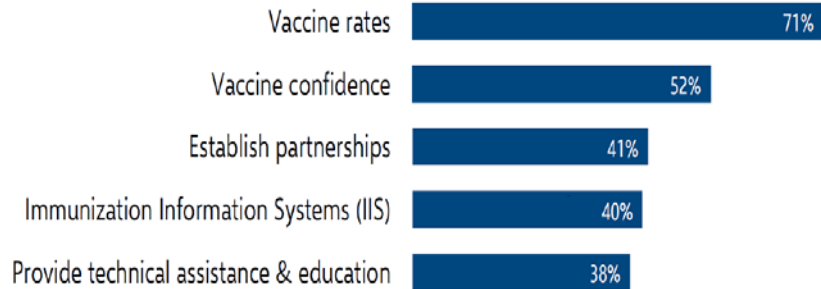 Vaccine rates 71%
Vaccine confidence 52%
Establish partnerships 41%
Immunization Information Systems (IIS) 40%
Provide technical assistance & education 38%